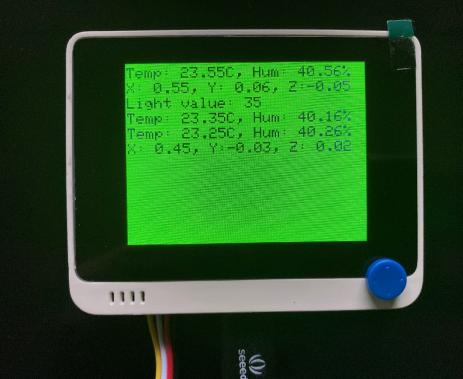 Temp: 23.55C, Hum: 40.56%
X: 0.55, Y: 0.06, Z:-0.05
Light value: 35
Temp: 23.35C, Hum: 40.16%
Temp: 23.25C, Hum: 40.26%
X: 0.45, Y:-0.03, Z: 0.02
seeed